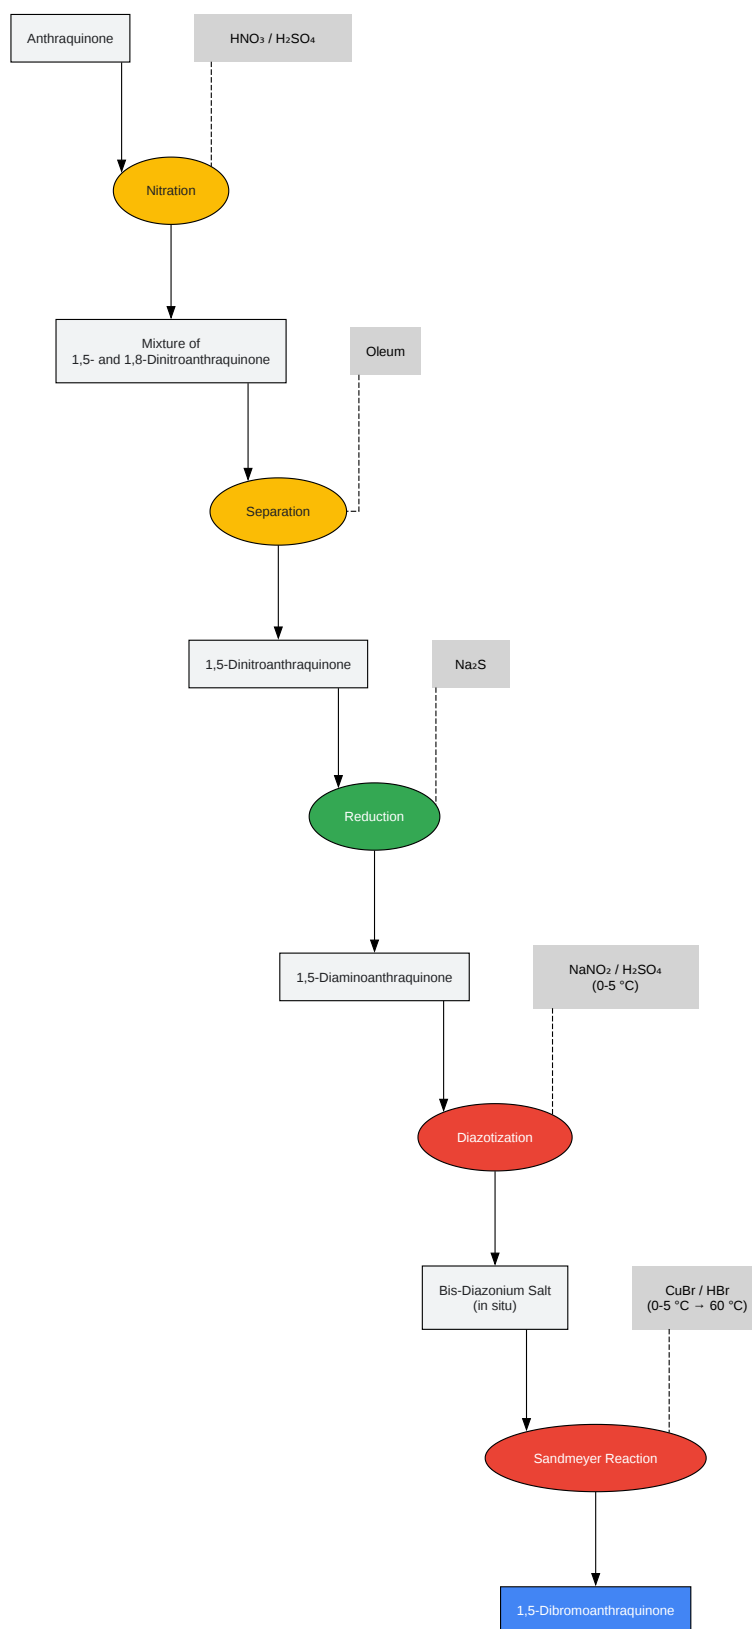 Anthraquinone
HNO₃ / H₂SO₄
Nitration
Mixture of
1,5- and 1,8-Dinitroanthraquinone
Oleum
Separation
1,5-Dinitroanthraquinone
Na₂S
Reduction
1,5-Diaminoanthraquinone
NaNO₂ / H₂SO₄
(0-5 °C)
Diazotization
Bis-Diazonium Salt
(in situ)
CuBr / HBr
(0-5 °C → 60 °C)
Sandmeyer Reaction
1,5-Dibromoanthraquinone